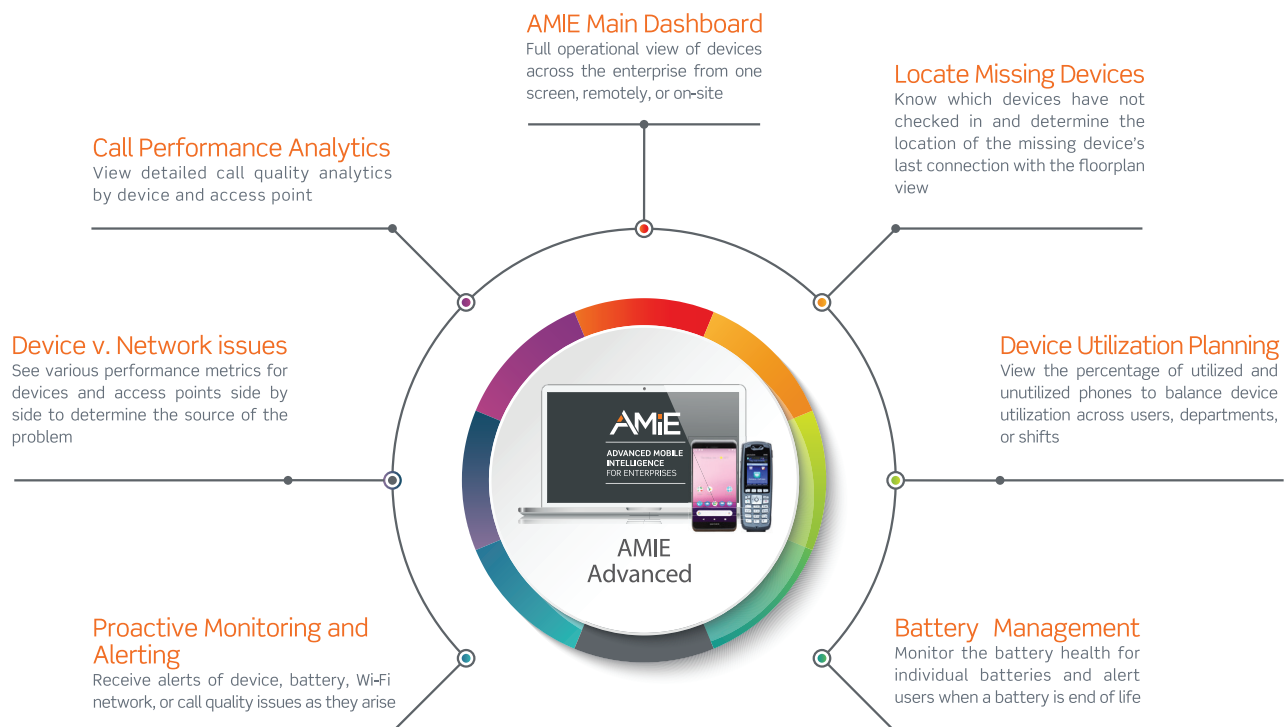 AMIE Main Dashboard
Full operational view of devices
across the enterprise from one
screen, remotely, or on-site
Locate Missing Devices
Know which devices have not
checked in and determine the
location of the missing device's
last connection with the floorplan
view
Call Performance Analytics
View detailed call quality analytics
by device and access point
Device v. Network issues
See various performance metrics for
devices and access points side by
side to determine the source of the
problem
Device Utilization Planning
View the percentage of utilized and
unutilized phones to balance device
utilization across users, departments,
or shifts
AMiE
ADVANCED MOBILE
INTELLIGENCE
FOR ENTERPRISES
AMIE
Advanced
Proactive Monitoring and
Alerting
Receive alerts of device, battery, Wi-Fi
network, or call quality issues as they arise
Battery Management
Monitor the battery health for
individual batteries and alert
users when a battery is end of life